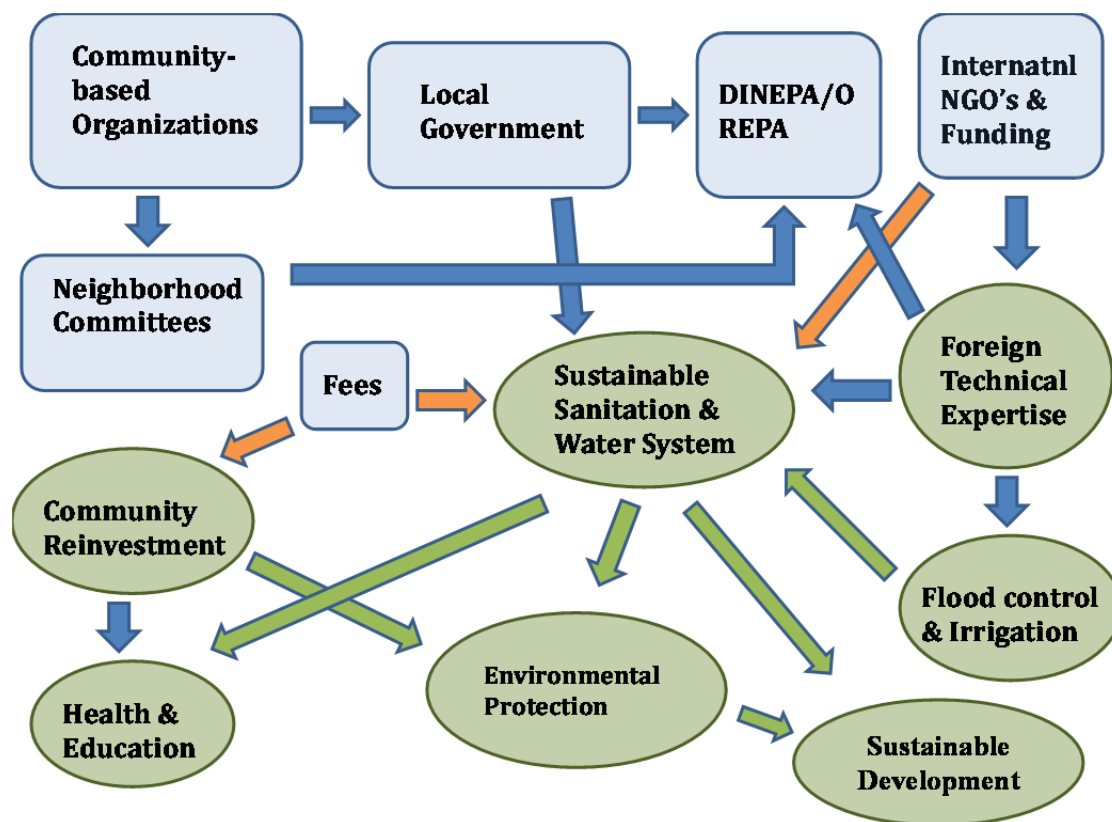 Community-
based
Organizations
Local
Government
DINEPA/O
REPA
Internatnl
NGO's &
Funding
Neighborhood
Committees
Fees
Sustainable
Sanitation &
Water System
Foreign
Technical
Expertise
Community
Reinvestment
Flood control
& Irrigation
Health &
Education
Environmental
Protection
Sustainable
Development